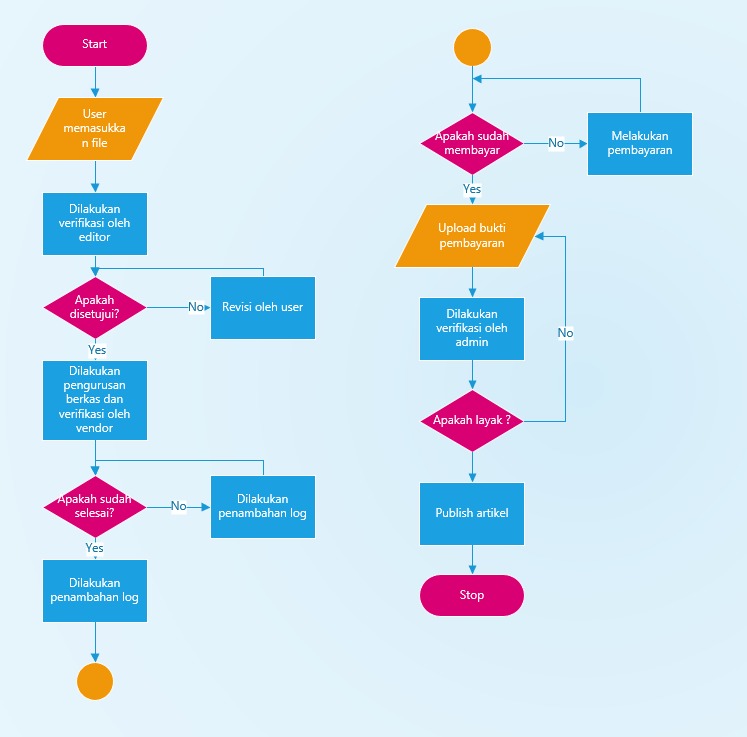 Start
User
memasukka
n file
Dilakukan
verifikasi oleh
editor
Apakah
disetujui?
No
Revisi oleh user
Yes
Dilakukan
pengurusan
berkas dan
verifikasi oleh
vendor
Apakah sudah
selesai?
No
Dilakukan
penambahan log
Yes
Dilakukan
penambahan log
Apakah sudah
membayar
No
Melakukan
pembayaran
Yes
Upload bukti
pembayaran
Dilakukan
verifikasi oleh
admin
No
Apakah layak ?
Publish artikel
Stop